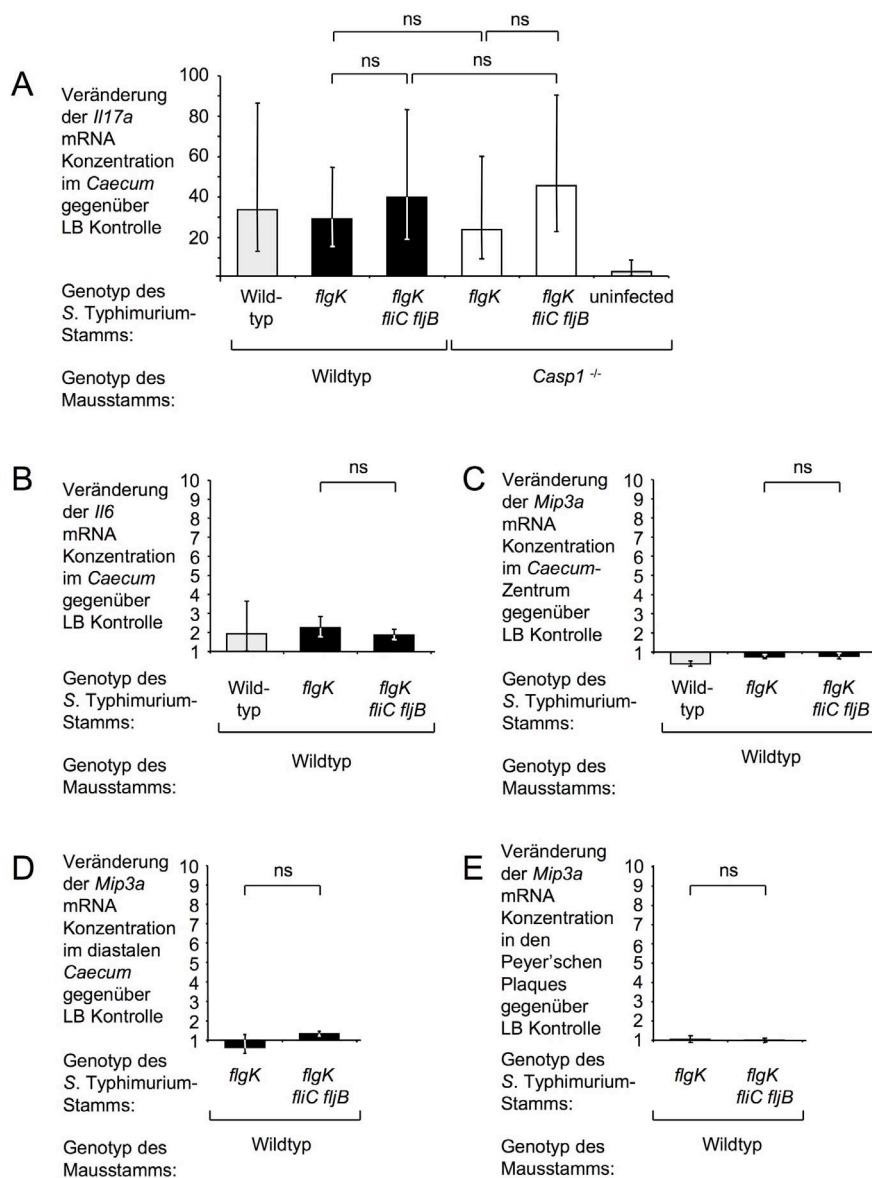 ns
ns
ns
ns
A
Veränderung
der Il17a
mRNA
Konzentration
im Caecum
gegenüber
LB Kontrolle
100
80
60
40
20
Genotyp des
S. Typhimurium-
Stamms:
Wild-
typ
flgK
flgK
fliC fljB
flgK
flgK
fliC fljB
uninfected
Genotyp des
Mausstamms:
Wildtyp
Casp1 -/-
B
Veränderung
der Il6
mRNA
Konzentration
im Caecum
gegenüber
LB Kontrolle
10
9
8
7
6
5
4
3
2
1
ns
Genotyp des
S. Typhimurium-
Stamms:
Wild-
typ
flgK
flgK
fliC fljB
Genotyp des
Mausstamms:
Wildtyp
C
Veränderung
der Mip3a
mRNA
Konzentration
im Caecum-
Zentrum
gegenüber
LB Kontrolle
10
9
8
7
6
5
4
3
2
1
ns
Genotyp des
S. Typhimurium-
Stamms:
Wild-
typ
flgK
flgK
fliC fljB
Genotyp des
Mausstamms:
Wildtyp
D
Veränderung
der Mip3a
mRNA
Konzentration
im diastalen
Caecum
gegenüber
LB Kontrolle
10
9
8
7
6
5
4
3
2
1
ns
Genotyp des
S. Typhimurium-
Stamms:
flgK
flgK
fliC fljB
Genotyp des
Mausstamms:
Wildtyp
E
Veränderung
der Mip3a
mRNA
Konzentration
in den
Peyer'schen
Plaques
gegenüber
LB Kontrolle
10
9
8
7
6
5
4
3
2
1
ns
Genotyp des
S. Typhimurium-
Stamms:
flgK
flgK
fliC fljB
Genotyp des
Mausstamms:
Wildtyp